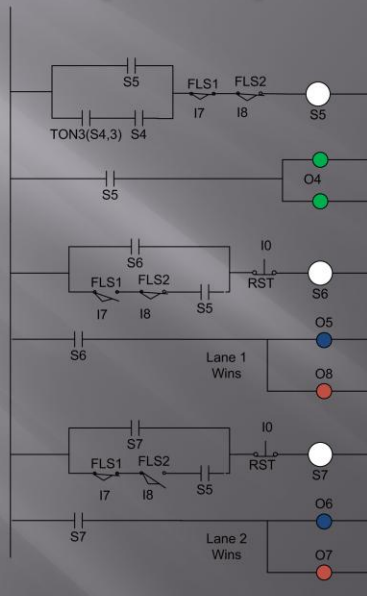 S5
FLS1 FLS2
I7 I8 S5
TON3(S4,3) S4
S5 O4
S6 I0
FLS1 FLS2 RST S6
I7 I8 S5
S6 O5
Lane 1
Wins O8
S7 I0
FLS1 FLS2 RST S7
I7 I8 S5
S7 O6
Lane 2
Wins O7